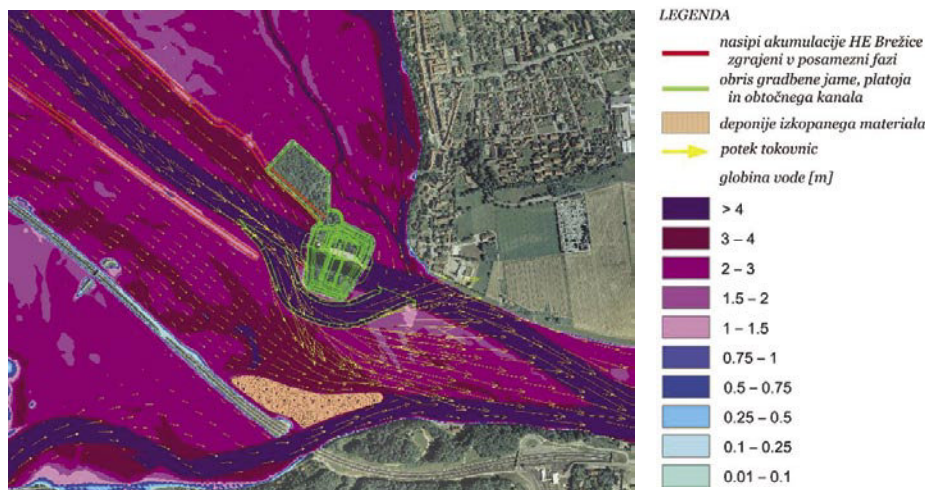 LEGENDA
nasipi akumulacije HE Brežice
zgrajeni v posamezni fazi
obris gradbene jame, platoja
in obtočnega kanala
deponije izkopanega materiala
potek tokovnic
globina vode [m]
> 4
3 – 4
2 – 3
1.5 – 2
1 – 1.5
0.75 – 1
0.5 – 0.75
0.25 – 0.5
0.1 – 0.25
0.01 – 0.1